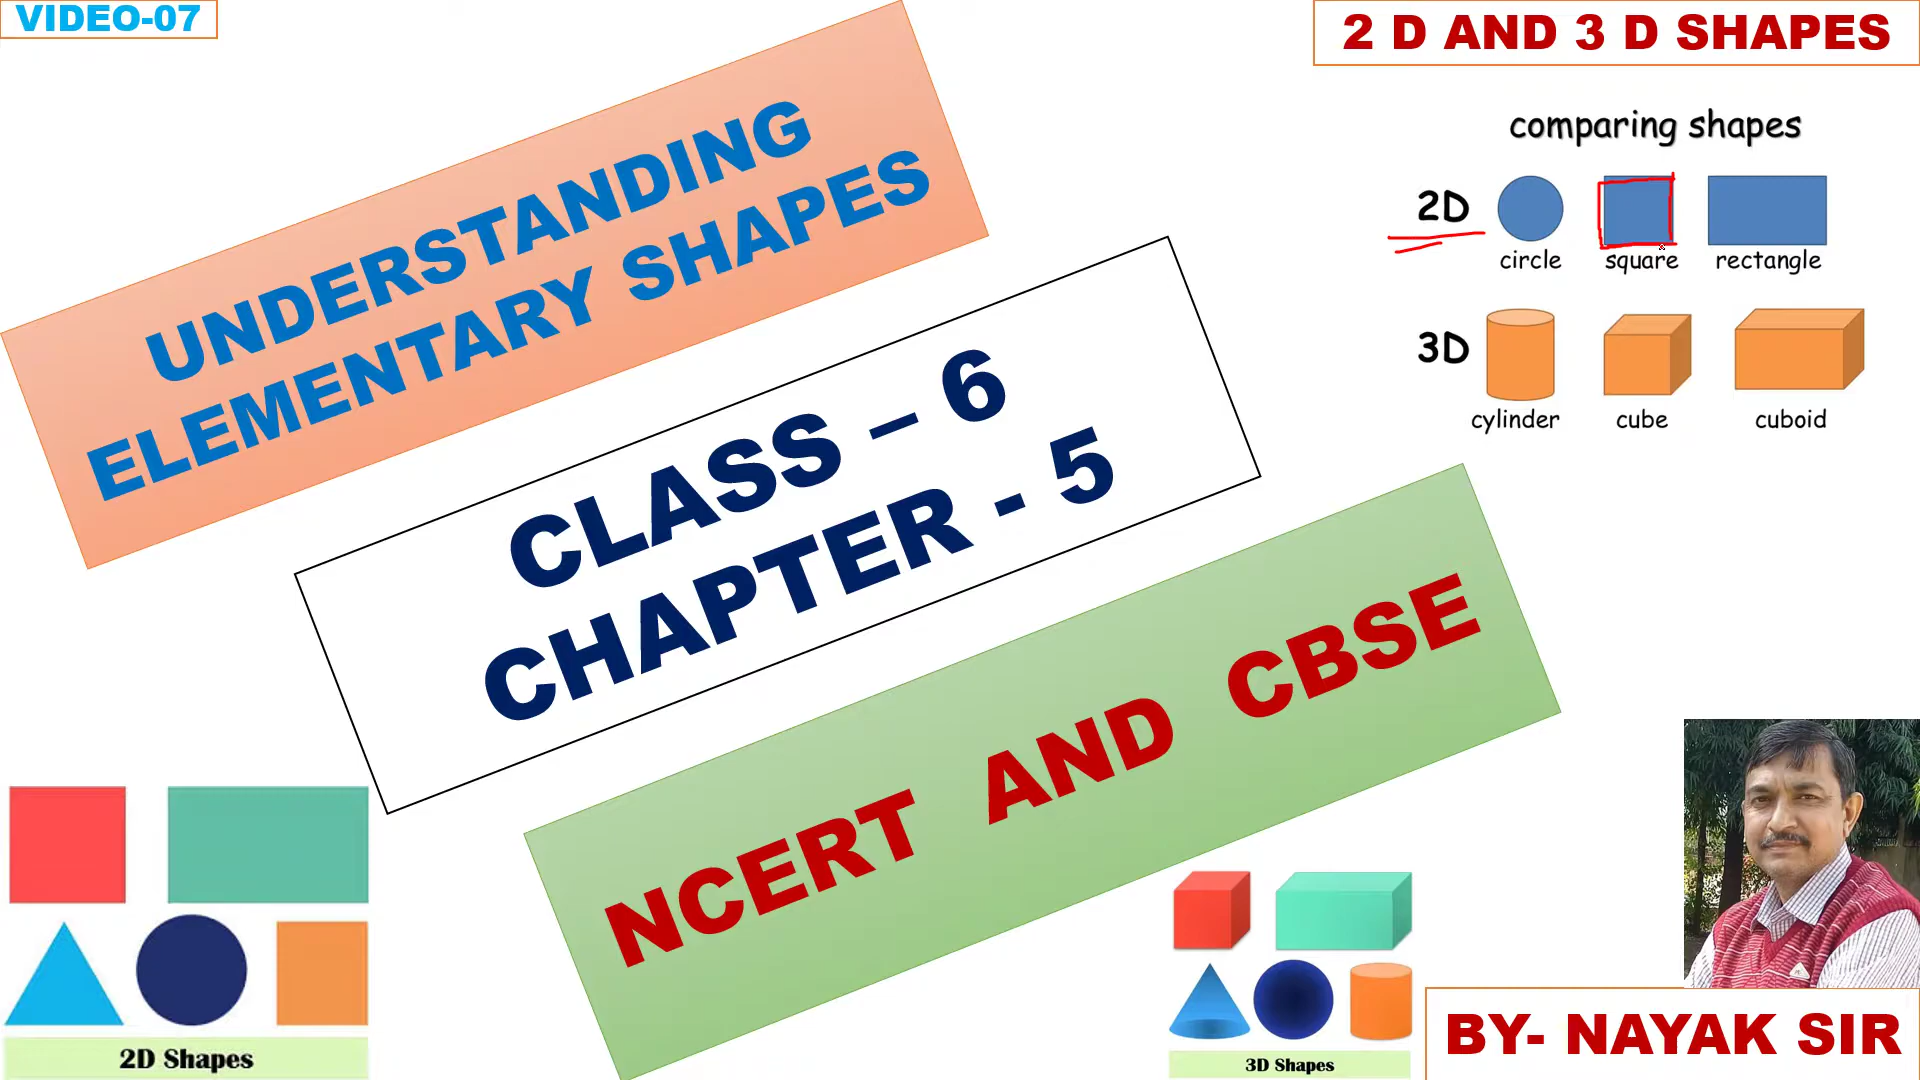 VIDEO-07
2 D AND 3 D SHAPES
comparing shapes
2D
circle square rectangle
3D
cylinder cube cuboid
UNDERSTANDING
ELEMENTARY SHAPES
CLASS – 6
CHAPTER - 5
NCERT AND CBSE
2D Shapes
3D Shapes
BY- NAYAK SIR